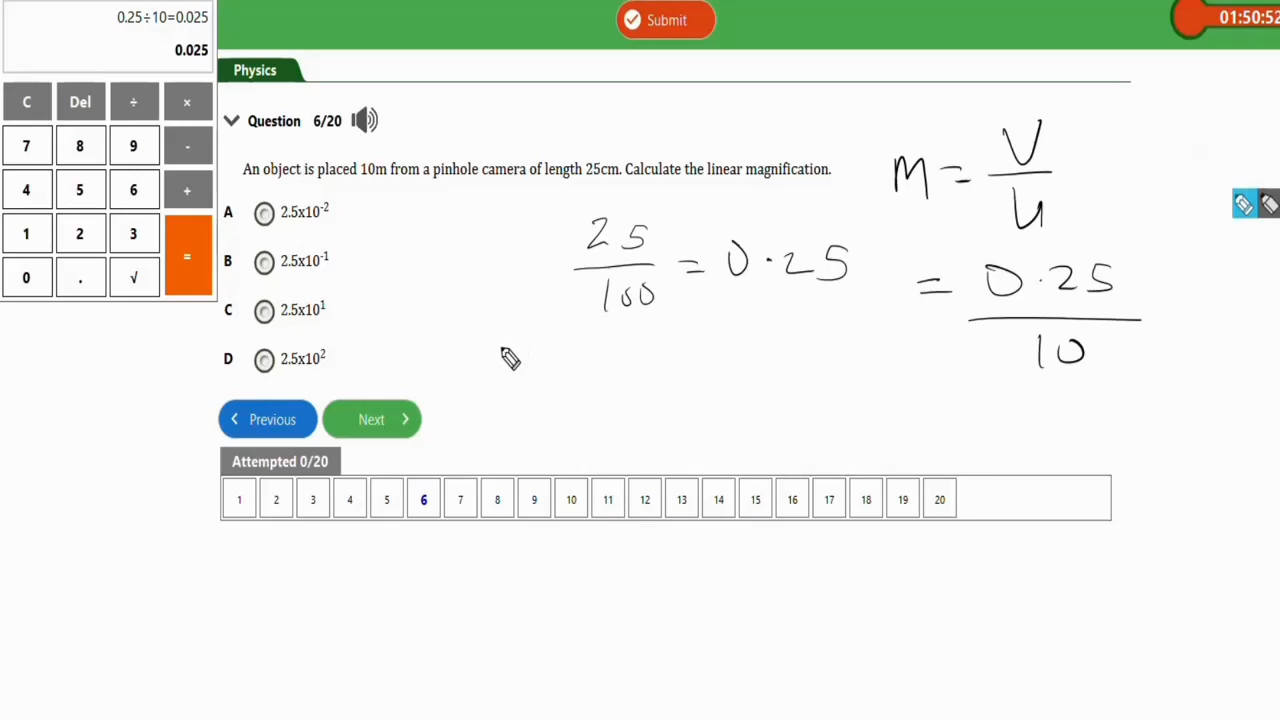 0.25÷10=0.025
0.025
C Del ÷ ×
7 8 9 -
4 5 6 +
1 2 3 =
0 . √
Submit
01:50:52
Physics
Question 6/20
An object is placed 10m from a pinhole camera of length 25cm. Calculate the linear magnification.
A 2.5x10⁻²
B 2.5x10⁻¹
C 2.5x10¹
D 2.5x10²
25/100 = 0.25
M = V/U
= 0.25/10
Previous Next
Attempted 0/20
1 2 3 4 5 6 7 8 9 10 11 12 13 14 15 16 17 18 19 20